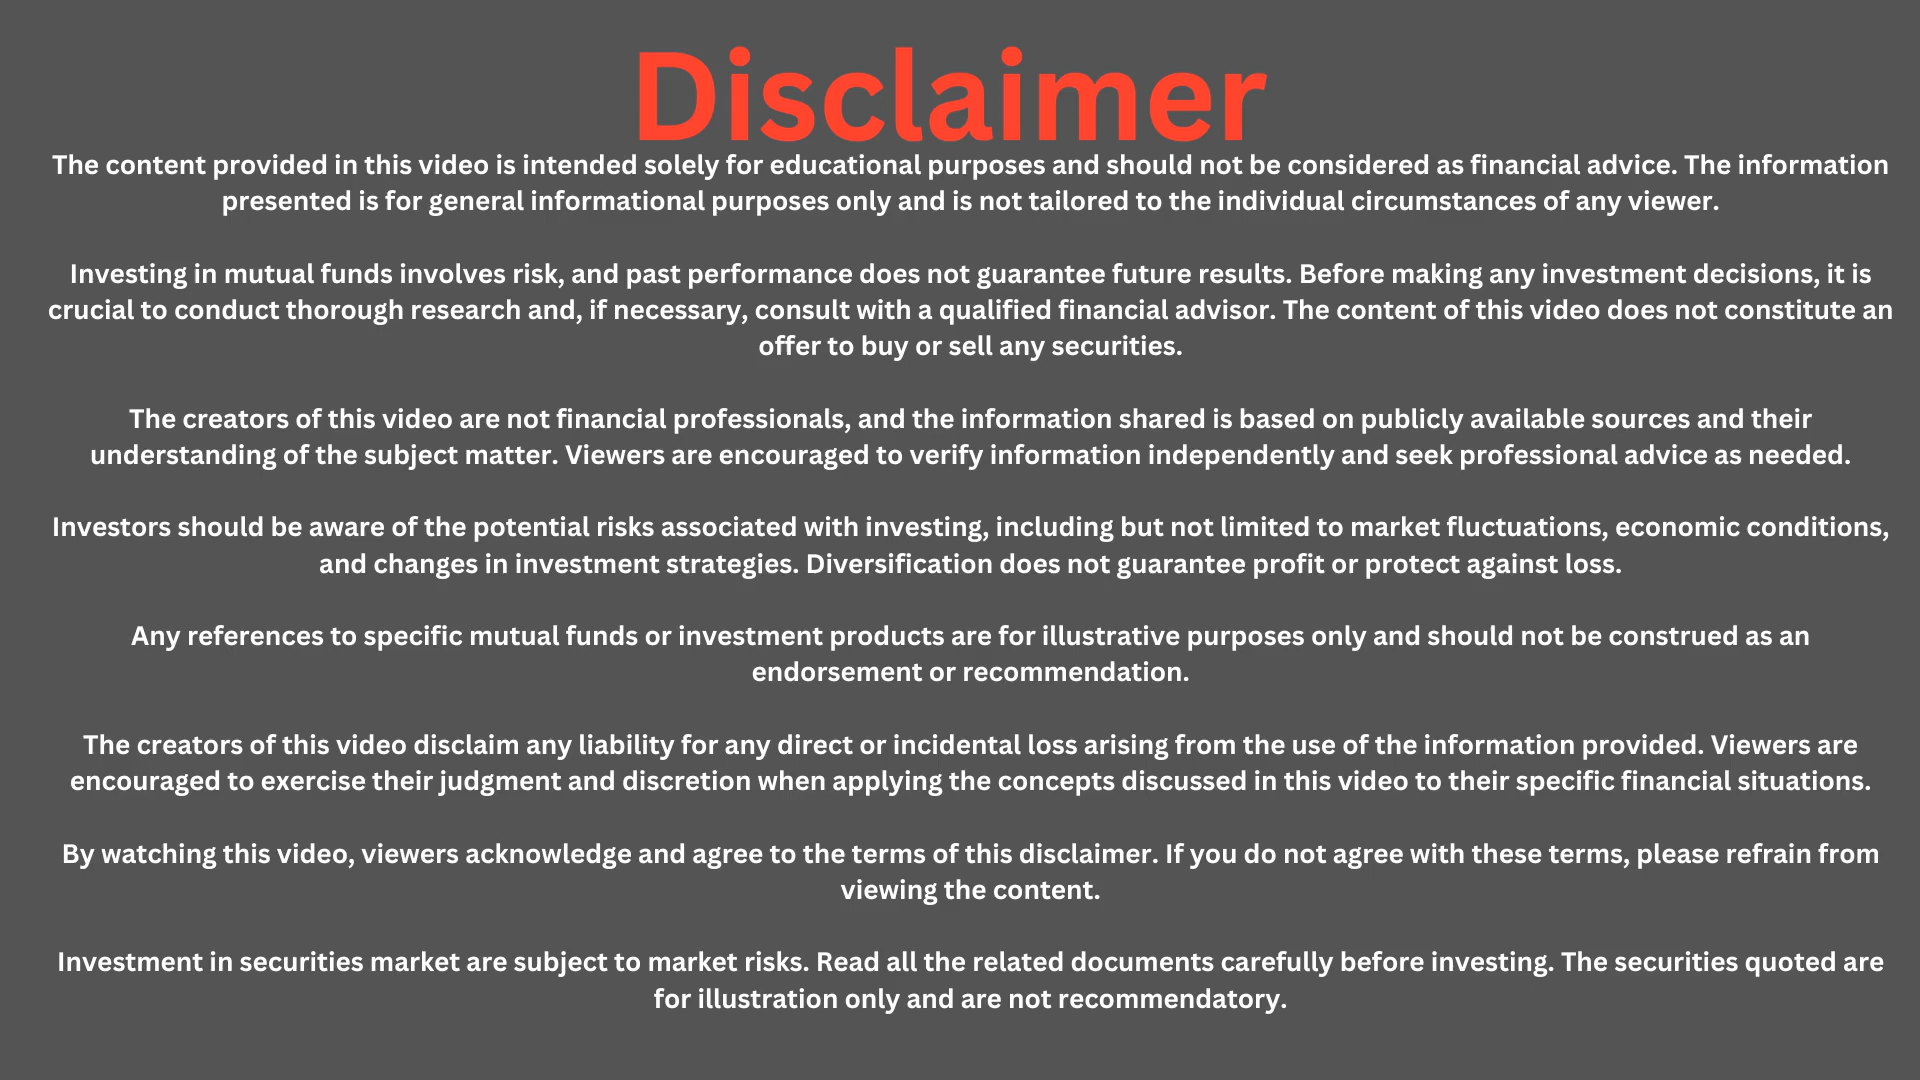 Disclaimer
The content provided in this video is intended solely for educational purposes and should not be considered as financial advice. The information
presented is for general informational purposes only and is not tailored to the individual circumstances of any viewer.
Investing in mutual funds involves risk, and past performance does not guarantee future results. Before making any investment decisions, it is
crucial to conduct thorough research and, if necessary, consult with a qualified financial advisor. The content of this video does not constitute an
offer to buy or sell any securities.
The creators of this video are not financial professionals, and the information shared is based on publicly available sources and their
understanding of the subject matter. Viewers are encouraged to verify information independently and seek professional advice as needed.
Investors should be aware of the potential risks associated with investing, including but not limited to market fluctuations, economic conditions,
and changes in investment strategies. Diversification does not guarantee profit or protect against loss.
Any references to specific mutual funds or investment products are for illustrative purposes only and should not be construed as an
endorsement or recommendation.
The creators of this video disclaim any liability for any direct or incidental loss arising from the use of the information provided. Viewers are
encouraged to exercise their judgment and discretion when applying the concepts discussed in this video to their specific financial situations.
By watching this video, viewers acknowledge and agree to the terms of this disclaimer. If you do not agree with these terms, please refrain from
viewing the content.
Investment in securities market are subject to market risks. Read all the related documents carefully before investing. The securities quoted are
for illustration only and are not recommendatory.